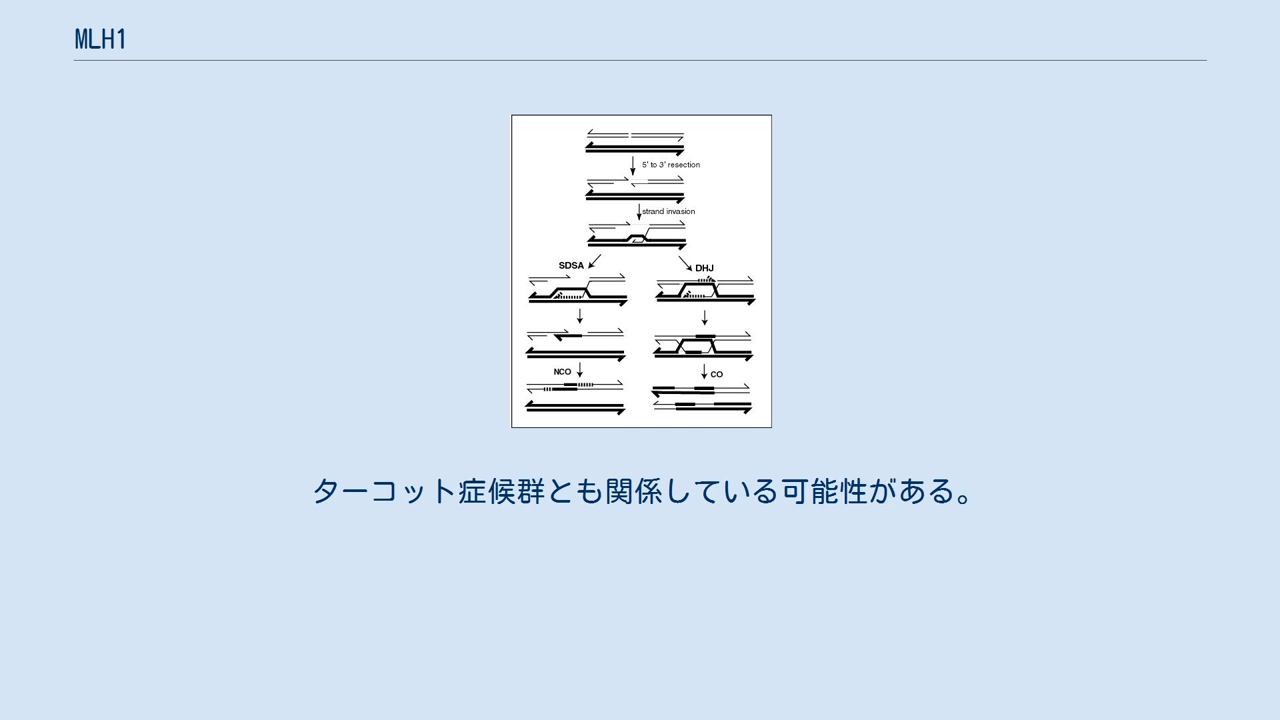 MLH1
5' to 3' resection
strand invasion
SDSA
DHJ
NCO
CO
ターコット症候群とも関係している可能性がある。